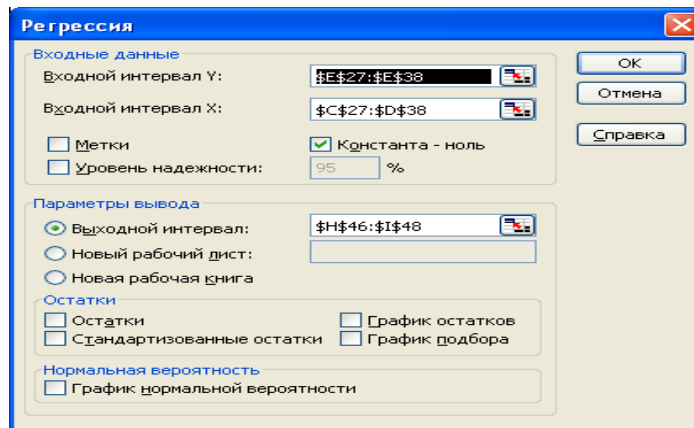 Регрессия
Входные данные
Входной интервал Y: $E$27:$E$38
Входной интервал X: $C$27:$D$38
Метки Константа - ноль
Уровень надежности: 95 %
ОК
Отмена
Справка
Параметры вывода
Выходной интервал: $H$46:$I$48
Новый рабочий лист:
Новая рабочая книга
Остатки
Остатки График остатков
Стандартизованные остатки График подбора
Нормальная вероятность
График нормальной вероятности